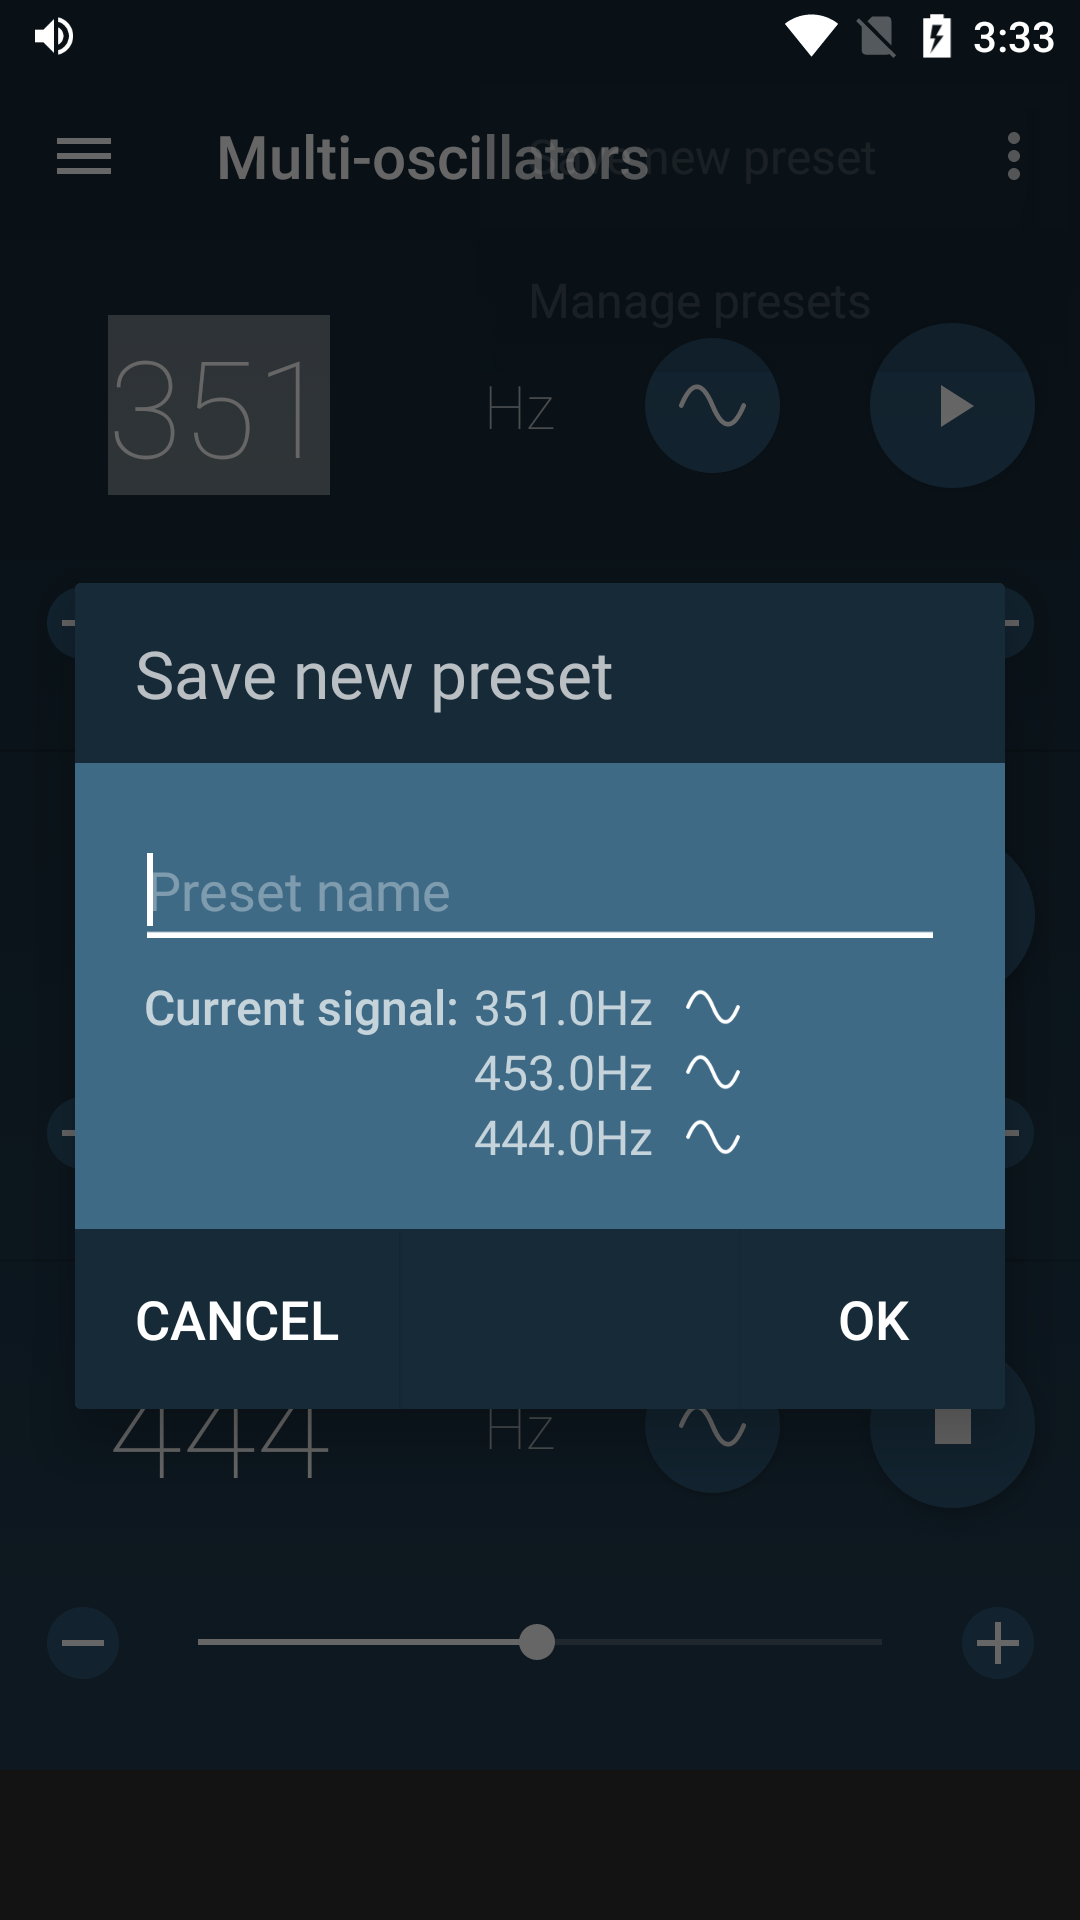 3:33
Multi-oscillators
Save new preset
Manage presets
351 Hz
Save new preset
Preset name
Current signal: 351.0Hz
453.0Hz
444.0Hz
CANCEL OK
444 Hz